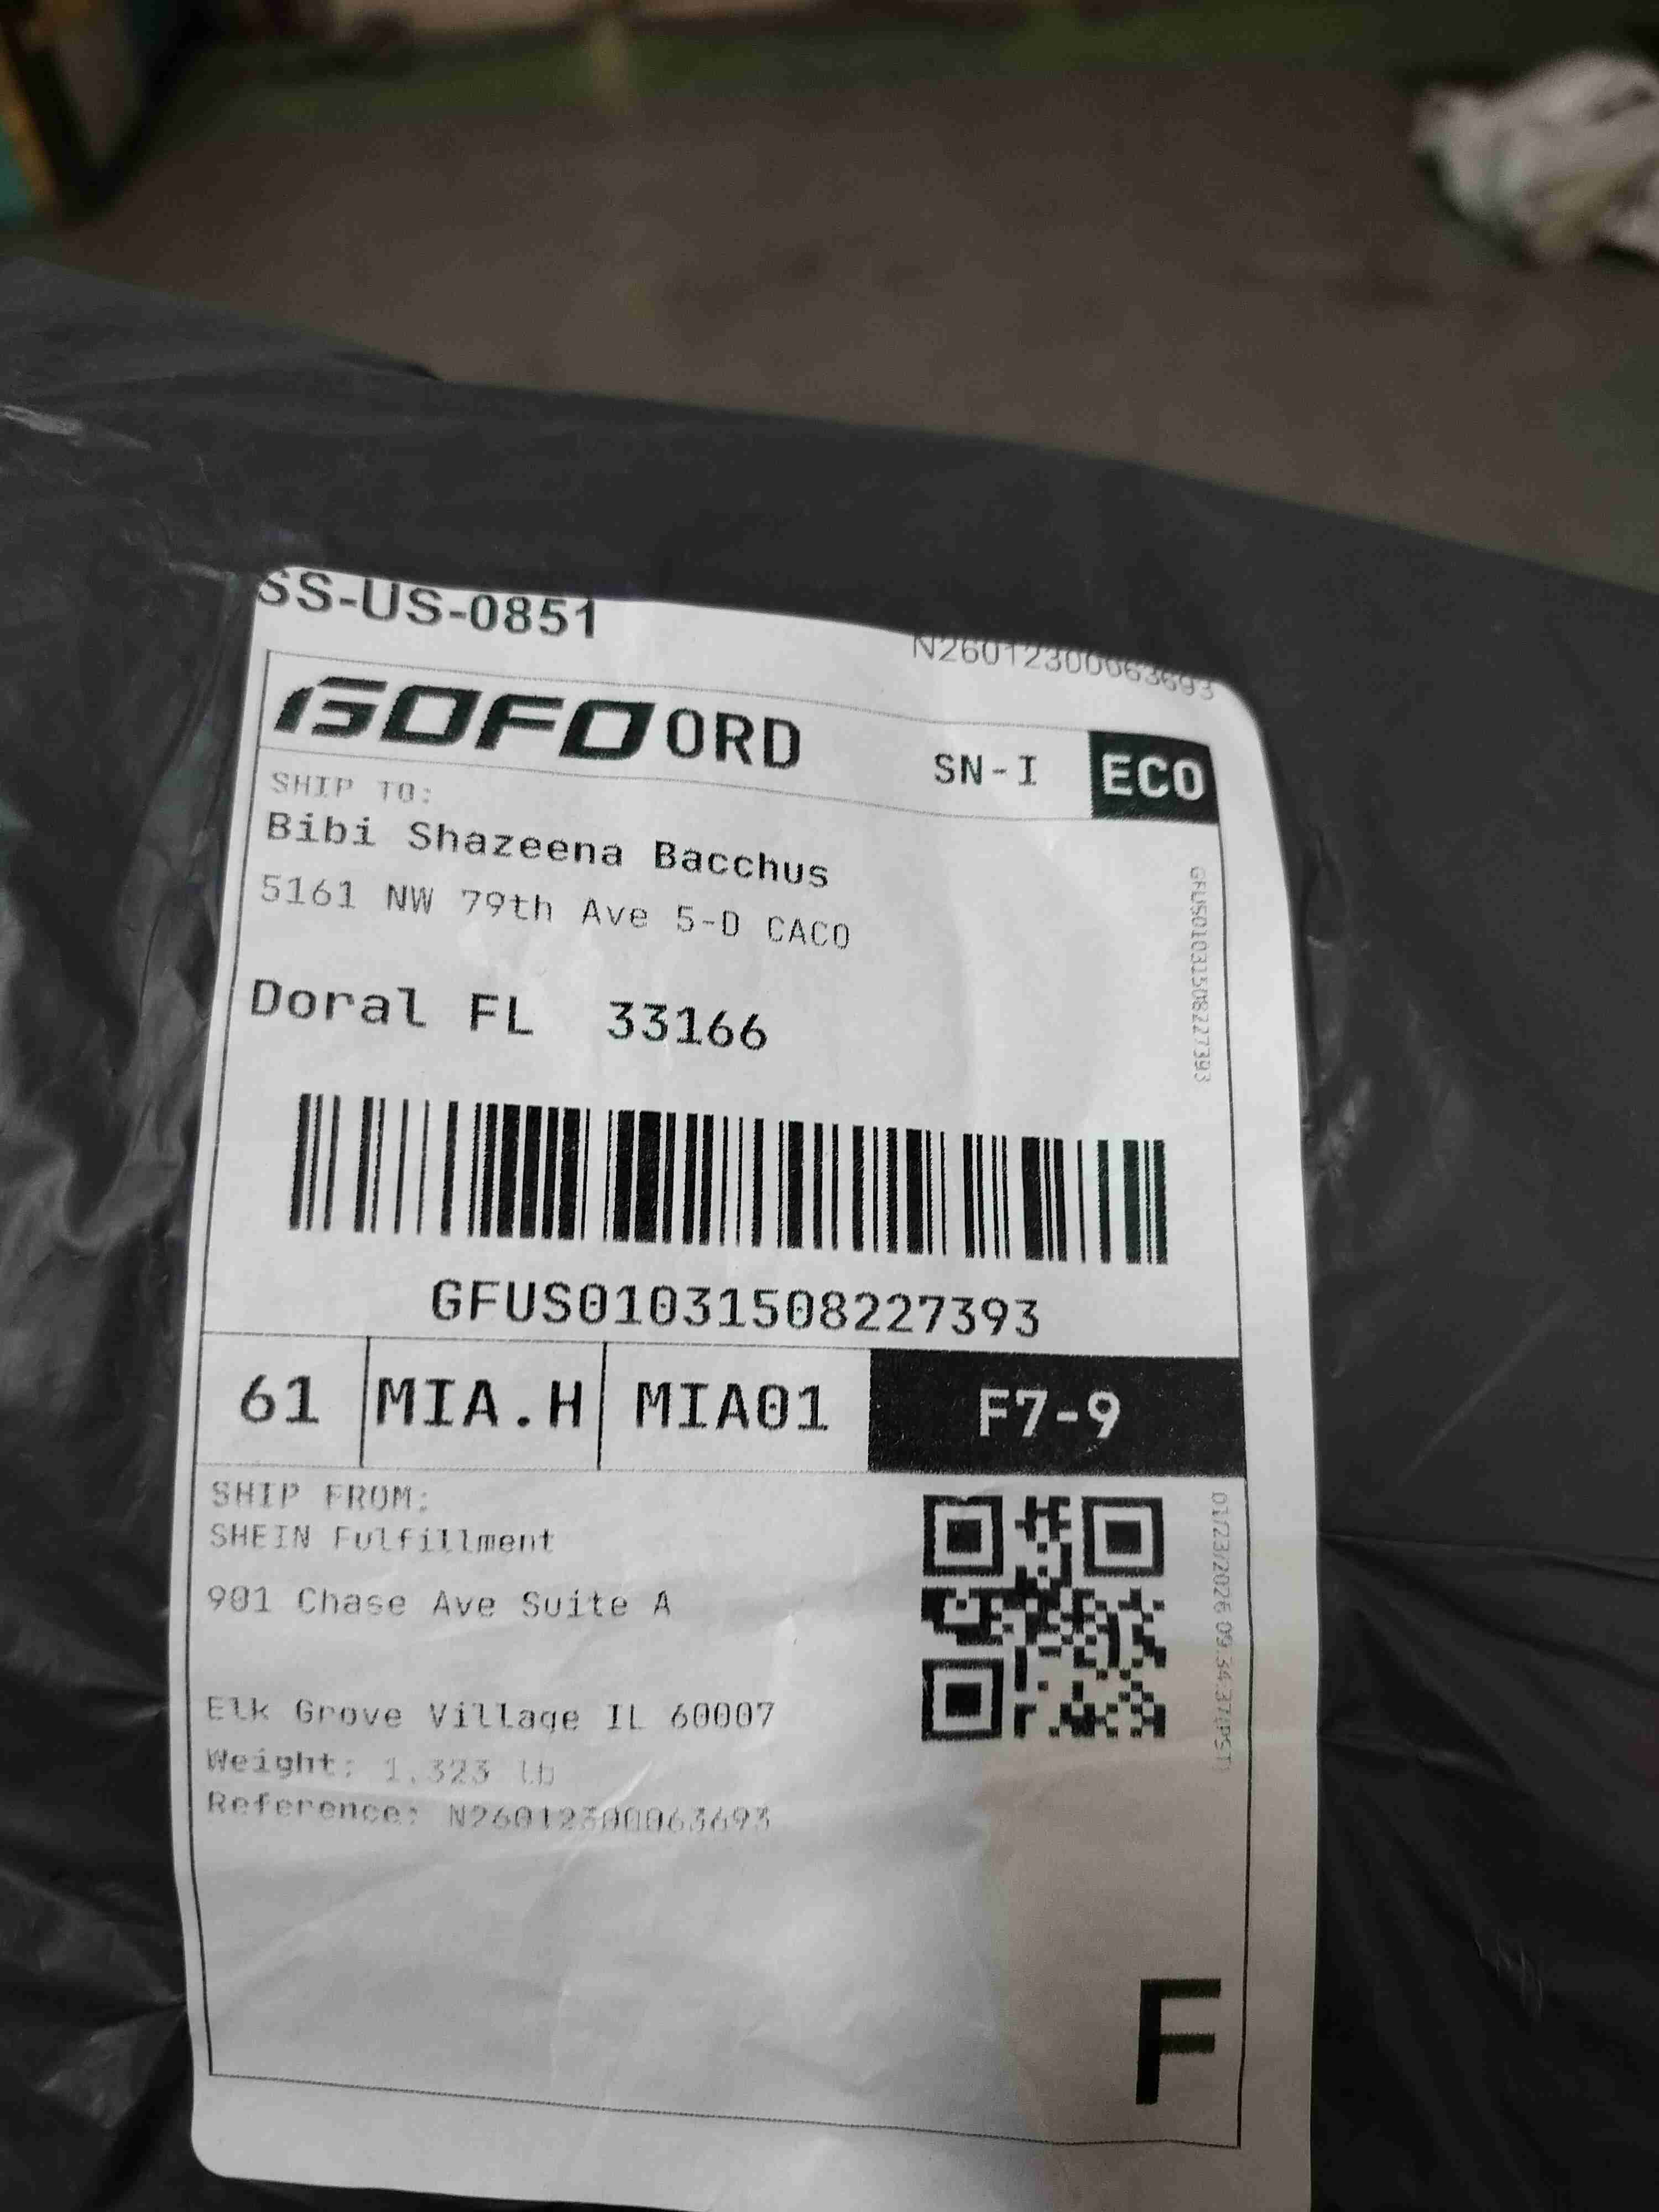 SS-US-0851
N26012300063693
GOFO ORD SN-I ECO
SHIP TO:
Bibi Shazeena Bacchus
5161 NW 79th Ave 5-D CACO
Doral FL 33166
GFUS01031508227393
GFUS01031508227393
61 MIA.H MIA01 F7-9
SHIP FROM:
SHEIN Fulfillment
901 Chase Ave Suite A
Elk Grove Village IL 60007
Weight: 1.323 lb
Reference: N26012300063693
01/23/2026 09:34:37(PST)
F